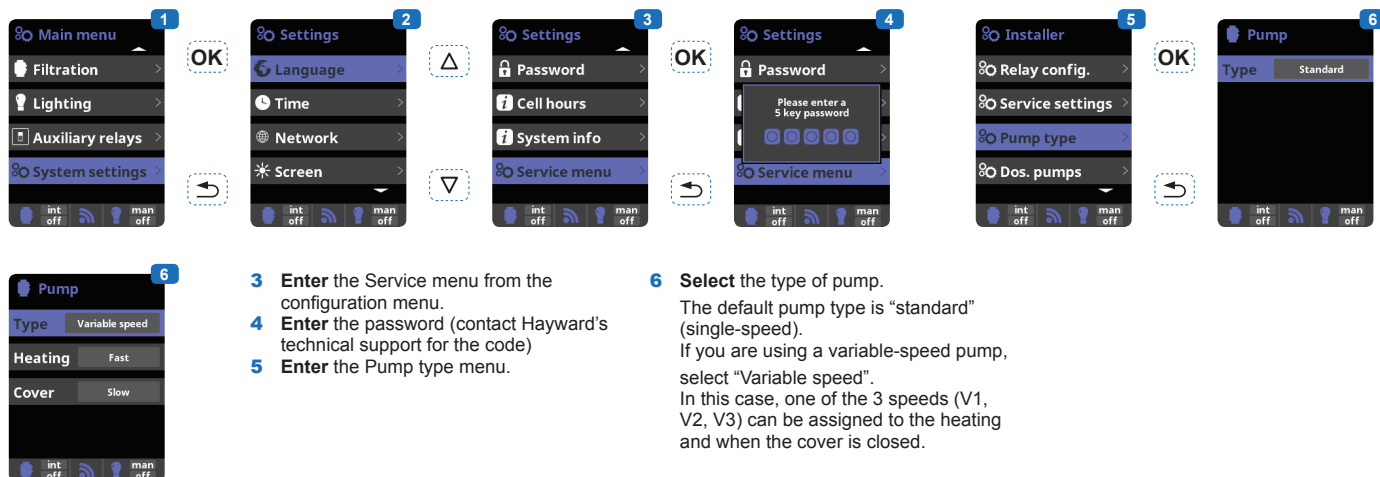 1
Main menu
Filtration
Lighting
Auxiliary relays
System settings
int off
man off
OK
2
Settings
Language
Time
Network
Screen
int off
man off
3
Settings
Password
Cell hours
System info
Service menu
int off
man off
OK
4
Settings
Password
Please enter a
5 key password
Service menu
int off
man off
5
Installer
Relay config.
Service settings
Pump type
Dos. pumps
int off
man off
OK
6
Pump
Type Standard
int off
man off
6
Pump
Type Variable speed
Heating Fast
Cover Slow
int off
man off
3 Enter the Service menu from the
configuration menu.
4 Enter the password (contact Hayward's
technical support for the code)
5 Enter the Pump type menu.
6 Select the type of pump.
The default pump type is “standard”
(single-speed).
If you are using a variable-speed pump,
select “Variable speed”.
In this case, one of the 3 speeds (V1,
V2, V3) can be assigned to the heating
and when the cover is closed.